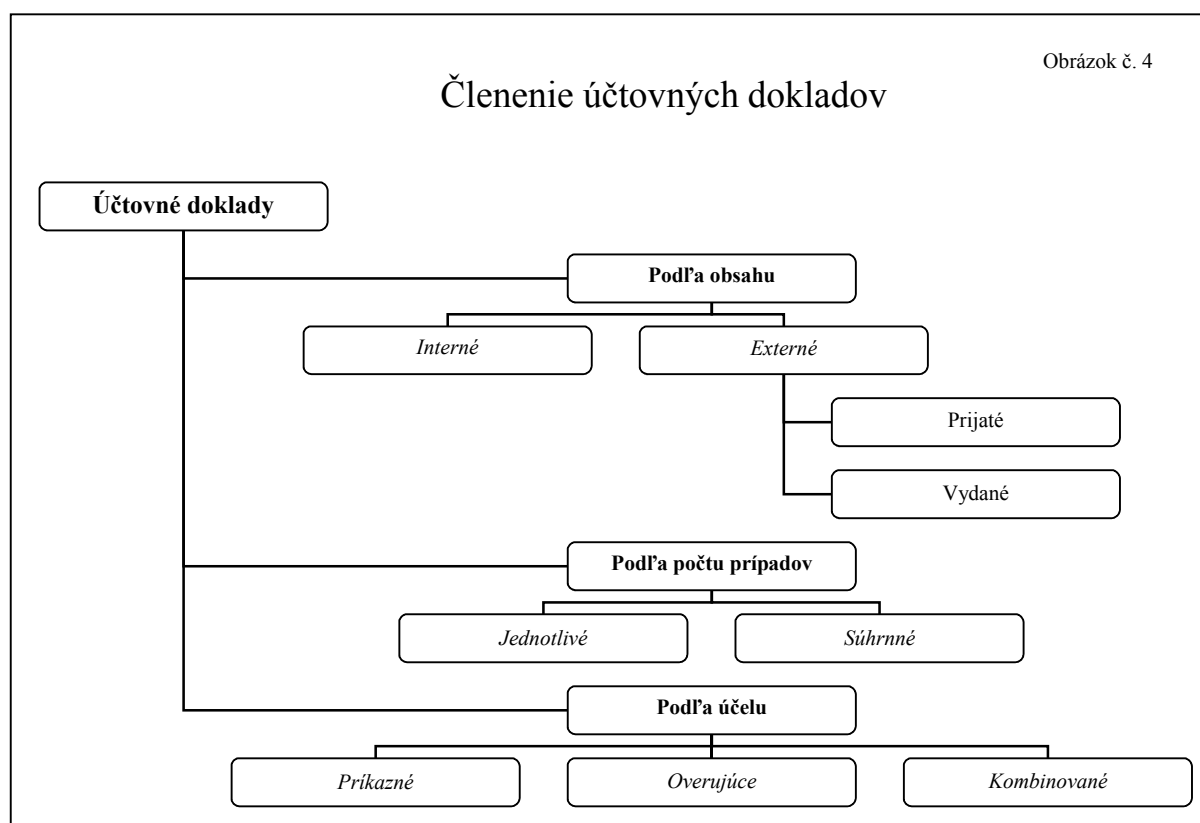 Obrázok č. 4
Členenie účtovných dokladov
Účtovné doklady
Podľa obsahu
Interné
Externé
Prijaté
Vydané
Podľa počtu prípadov
Jednotlivé
Súhrnné
Podľa účelu
Príkazné
Overujúce
Kombinované